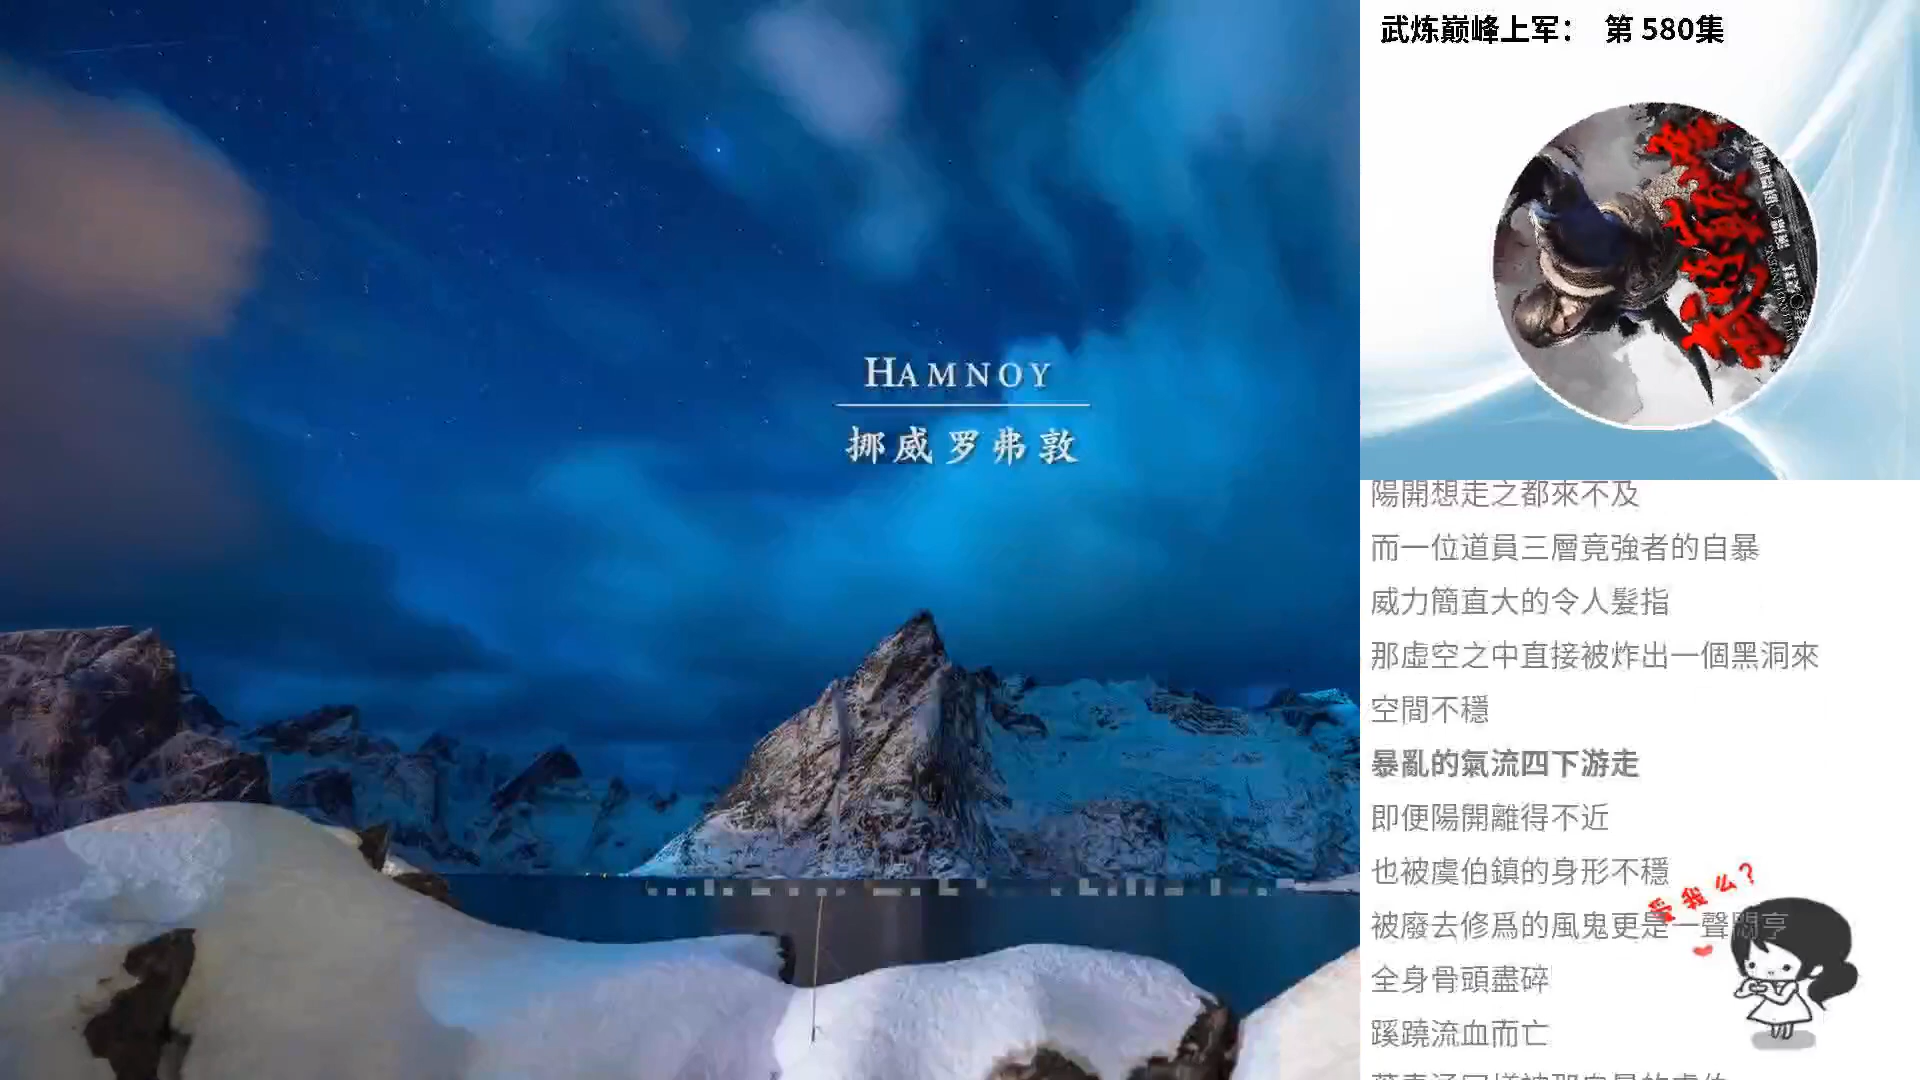 武炼巅峰上军： 第 580集
HAMNOY
挪威罗弗敦
陽開想走之都來不及
而一位道員三層竟強者的自暴
威力簡直大的令人髮指
那虛空之中直接被炸出一個黑洞來
空間不穩
暴亂的氣流四下游走
即便陽開離得不近
也被虞伯鎮的身形不穩
爱我么?
被廢去修爲的風鬼更是一聲悶亨
全身骨頭盡碎
蹊蹺流血而亡